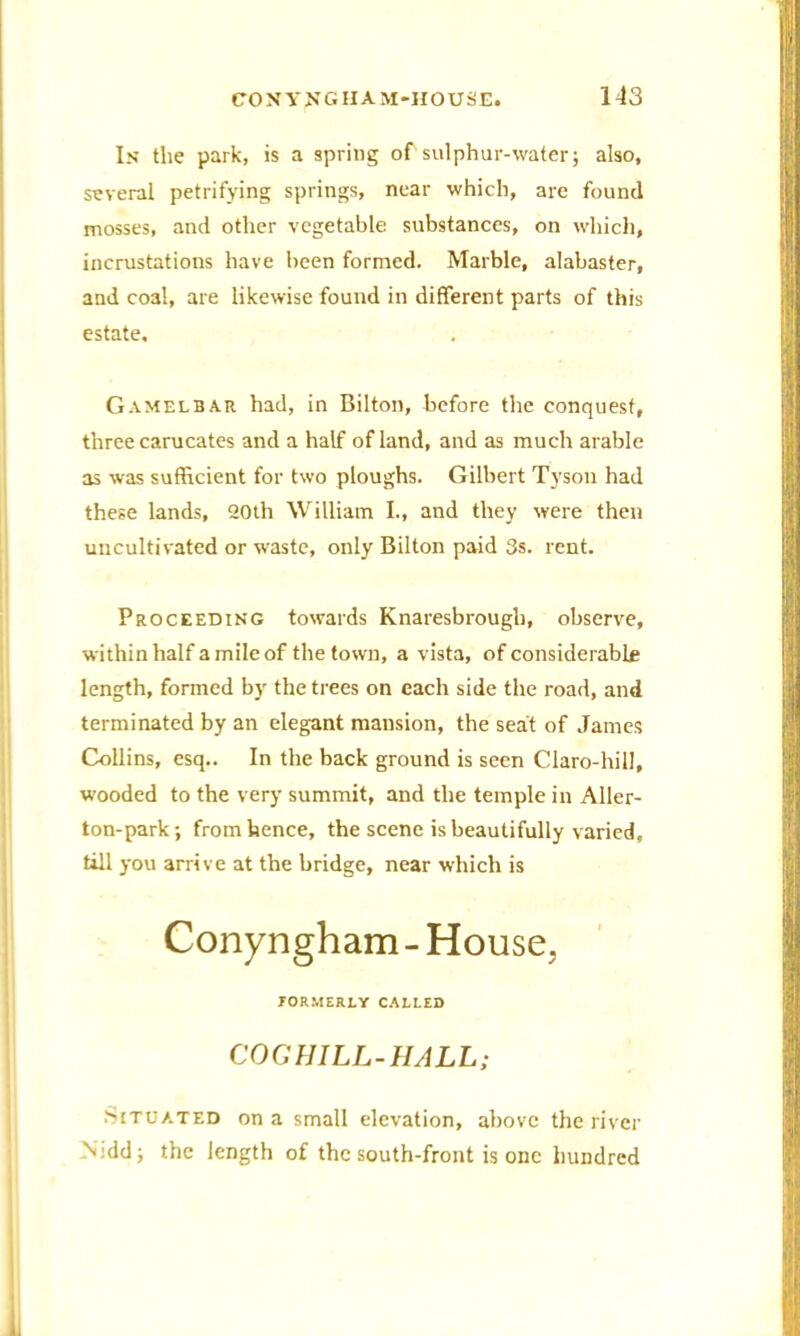 CONYNGHAM-HOUSE. 143
In the park, is a spring of sulphur-water; also,
several petrifying springs, near which, are found
mosses, and other vegetable substances, on which,
incrustations have been formed. Marble, alabaster,
and coal, are likewise found in different parts of this
estate.
Gamelbar had, in Bilton, before the conquest,
three carucates and a half of land, and as much arable
as was sufficient for two ploughs. Gilbert Tyson had
these lands, 20th William I., and they were then
uncultivated or waste, only Bilton paid 3s. rent.
Proceeding towards Knaresbrough, observe,
within half a mile of the town, a vista, of considerable
length, formed by the trees on each side the road, and
terminated by an elegant mansion, the seat of James
Collins, esq.. In the back ground is seen Claro-hill,
wooded to the very summit, and the temple in Aller-
ton-park; from hence, the scene is beautifully varied,
till you arrive at the bridge, near which is
Conyngham-House,
FORMERLY CALLED
COGHILL-HALL;
Situated on a small elevation, above the river
Nidd; the length of the south-front is one hundred